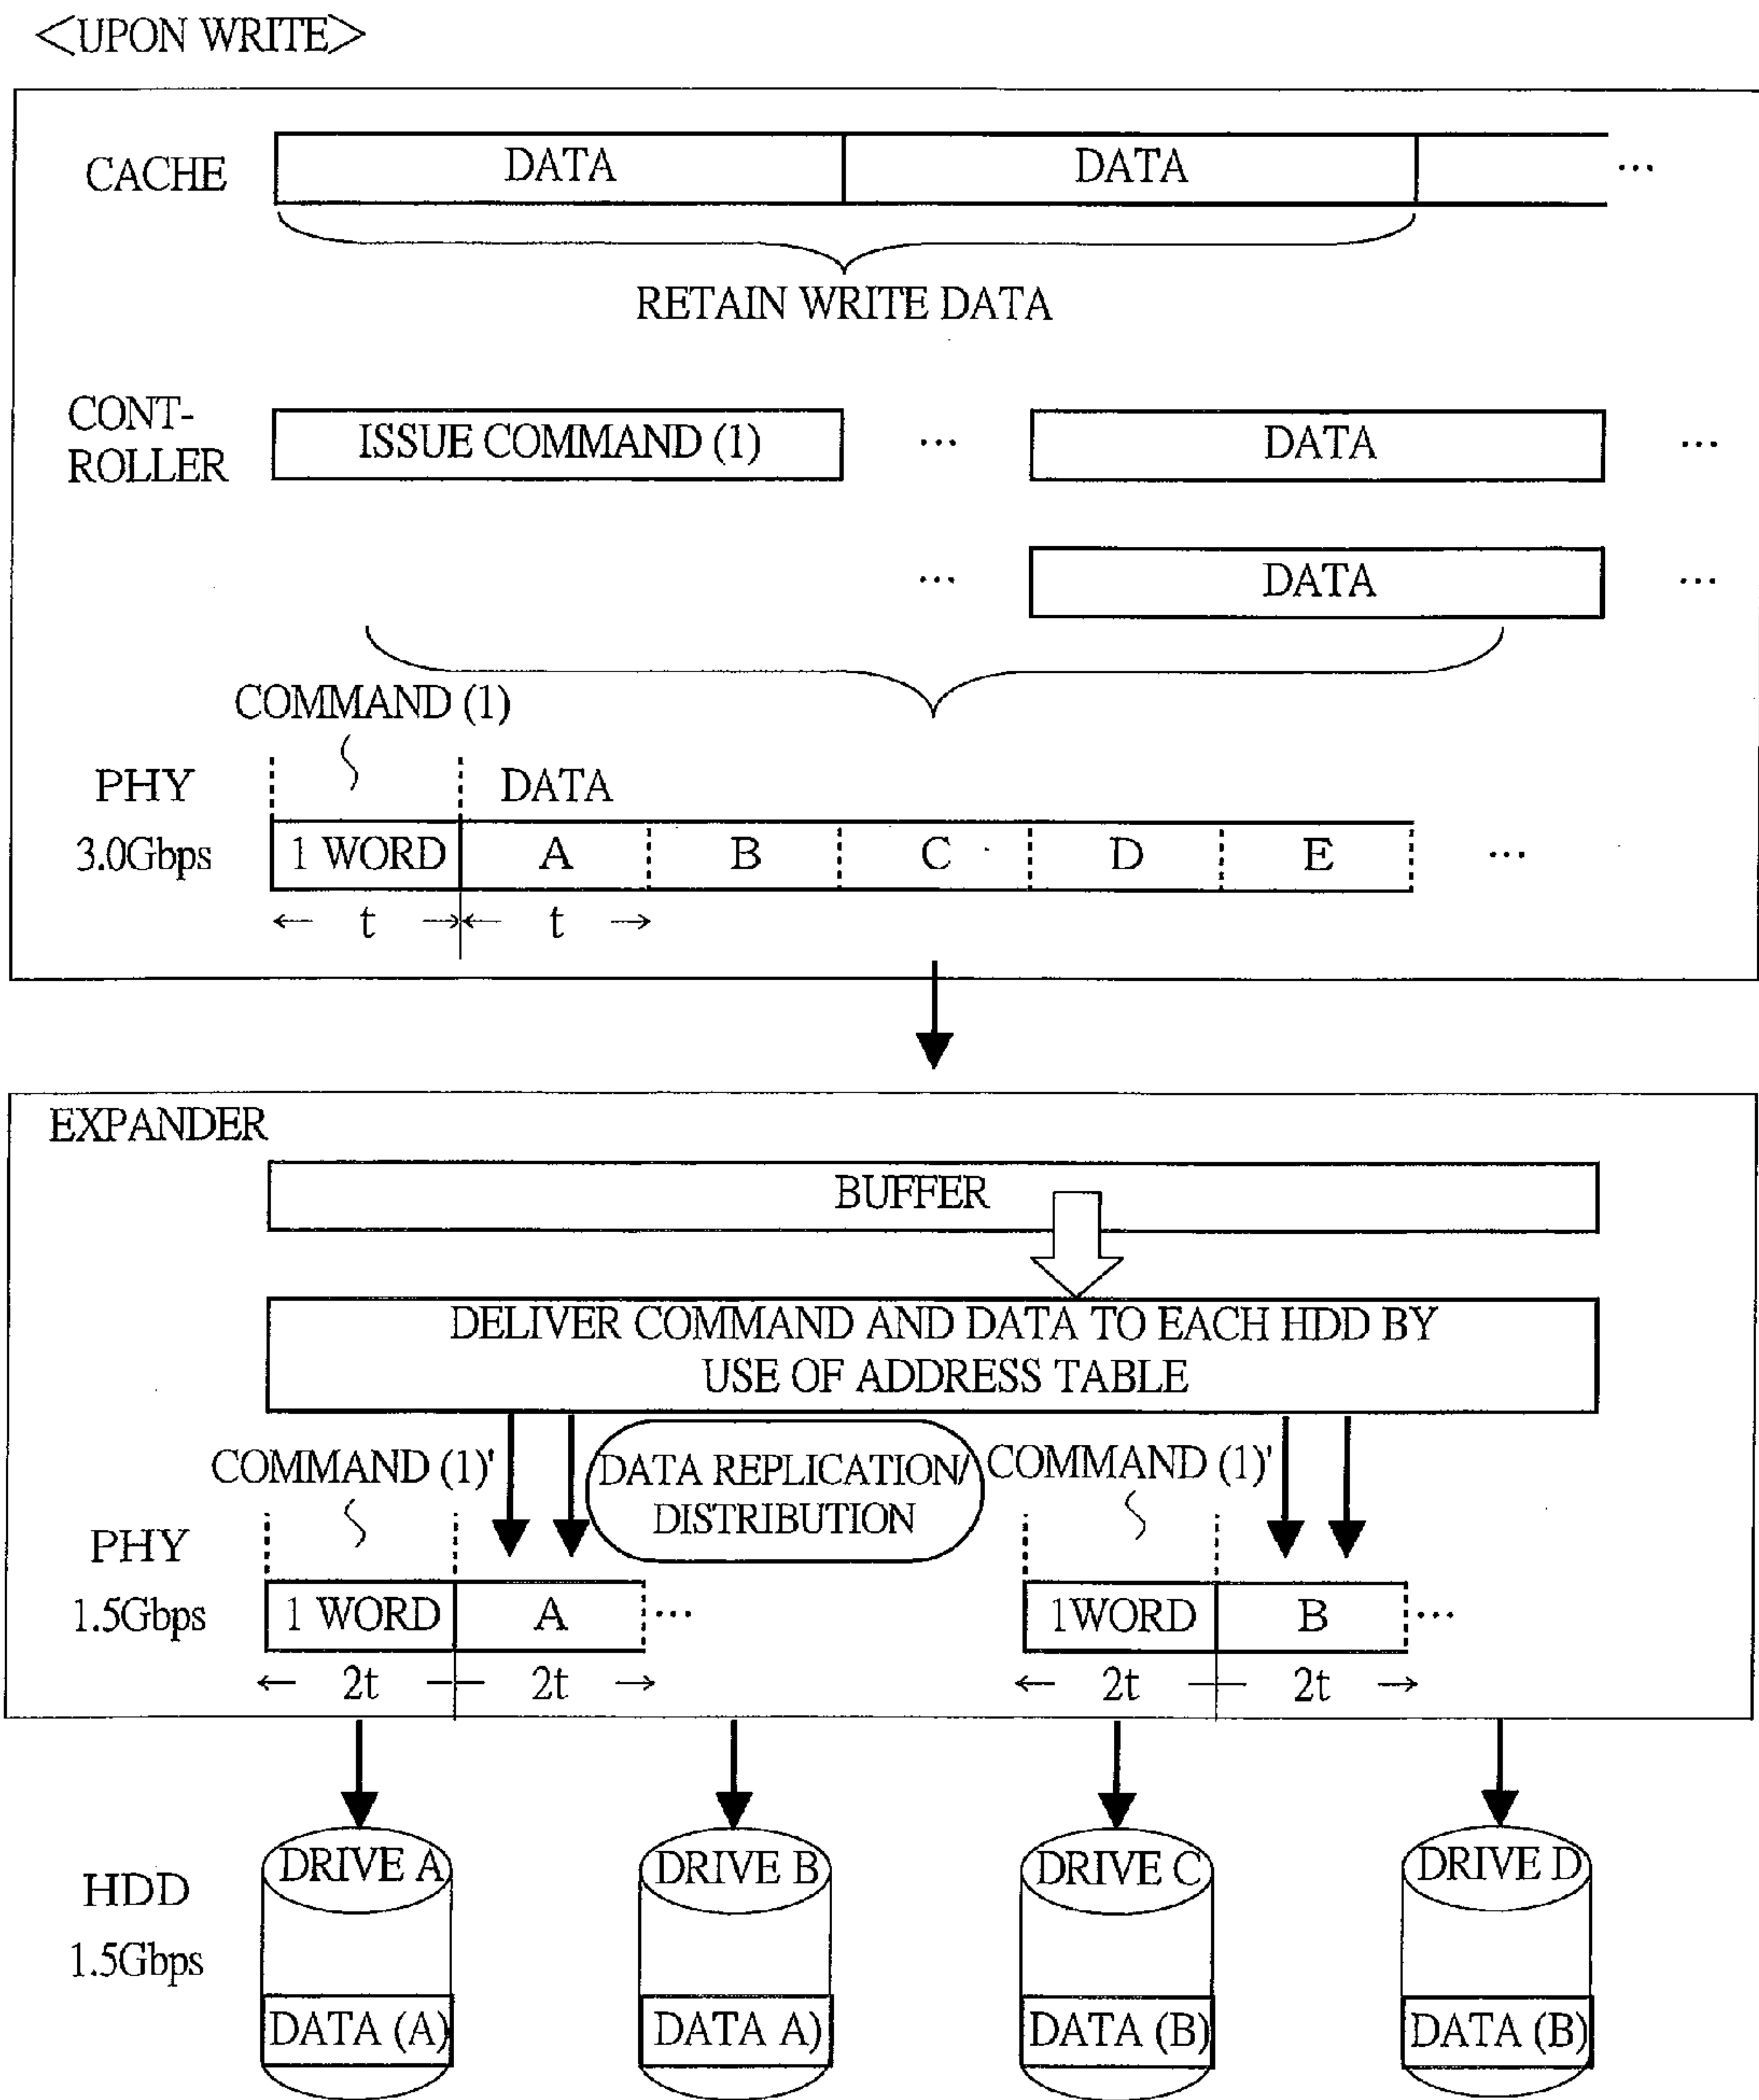 <UPON WRITE>
CACHE DATA DATA ...
RETAIN WRITE DATA
CONT-
ROLLER
ISSUE COMMAND (1) ... DATA ...
... DATA ...
COMMAND (1)
PHY DATA
3.0Gbps 1 WORD A B C D E ...
← t → ← t →
EXPANDER
BUFFER
DELIVER COMMAND AND DATA TO EACH HDD BY
USE OF ADDRESS TABLE
COMMAND (1)' DATA REPLICATION/ COMMAND (1)'
DISTRIBUTION
PHY
1.5Gbps 1 WORD A ... 1WORD B ...
← 2t — 2t → ← 2t — 2t →
DRIVE A DRIVE B DRIVE C DRIVE D
HDD
1.5Gbps
DATA (A) DATA A) DATA (B) DATA (B)